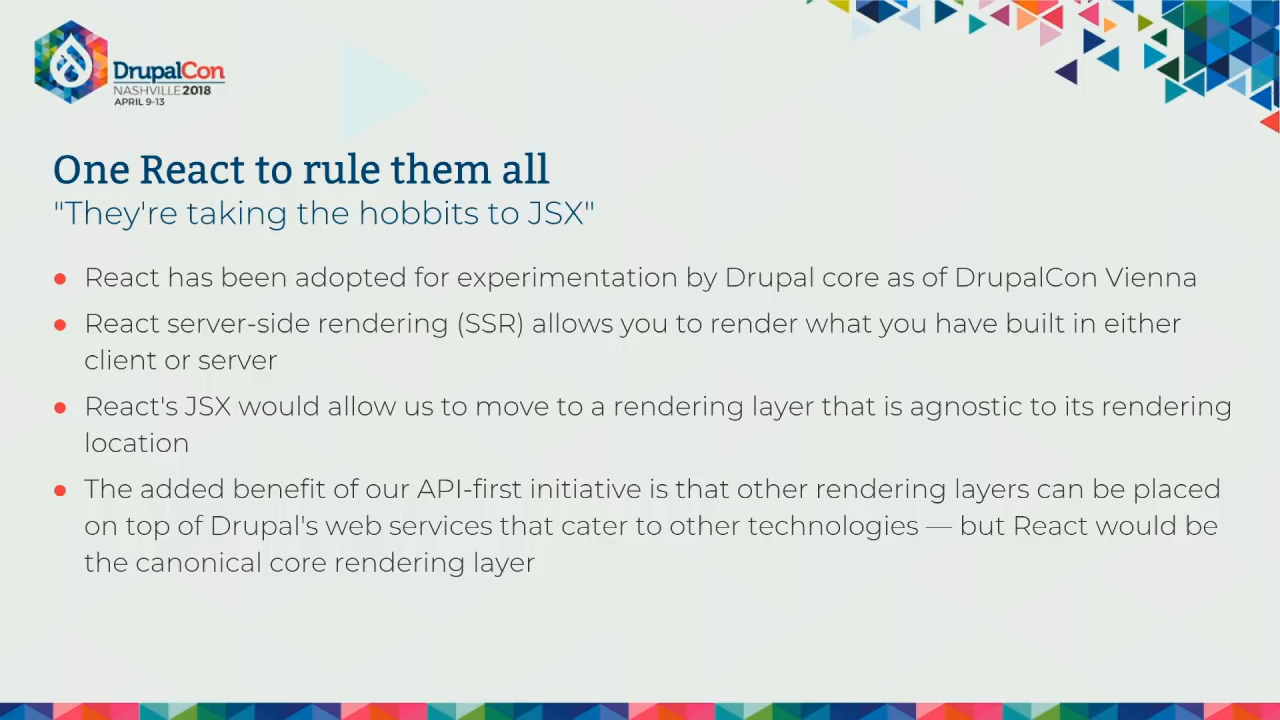 DrupalCon
NASHVILLE 2018
APRIL 9-13
One React to rule them all
"They're taking the hobbits to JSX"
● React has been adopted for experimentation by Drupal core as of DrupalCon Vienna
● React server-side rendering (SSR) allows you to render what you have built in either
client or server
● React's JSX would allow us to move to a rendering layer that is agnostic to its rendering
location
● The added benefit of our API-first initiative is that other rendering layers can be placed
on top of Drupal's web services that cater to other technologies — but React would be
the canonical core rendering layer